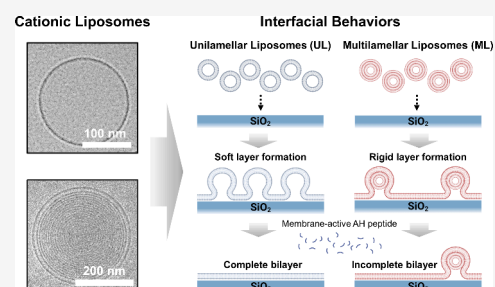 Cationic Liposomes
Interfacial Behaviors
Unilamellar Liposomes (UL)
Multilamellar Liposomes (ML)
100 nm
SiO2
SiO2
Soft layer formation
Rigid layer formation
SiO2
SiO2
Membrane-active AH peptide
200 nm
Complete bilayer
Incomplete bilayer
SiO2
SiO2